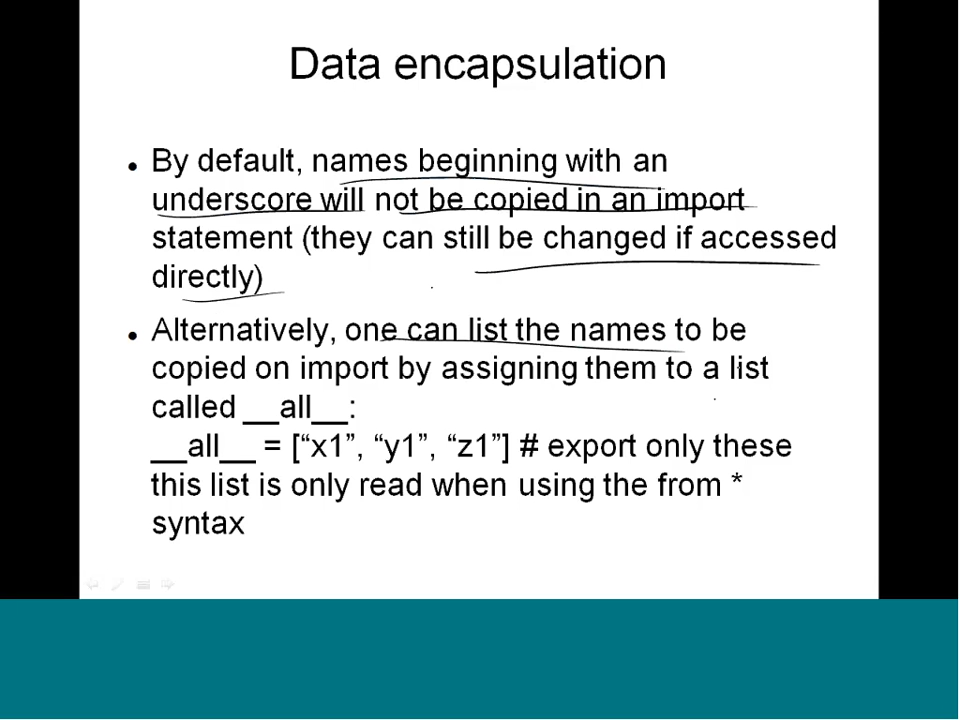 Data encapsulation
By default, names beginning with an
underscore will not be copied in an import
statement (they can still be changed if accessed
directly)
Alternatively, one can list the names to be
copied on import by assigning them to a list
called __all__:
__all__ = [“x1”, “y1”, “z1”] # export only these
this list is only read when using the from *
syntax